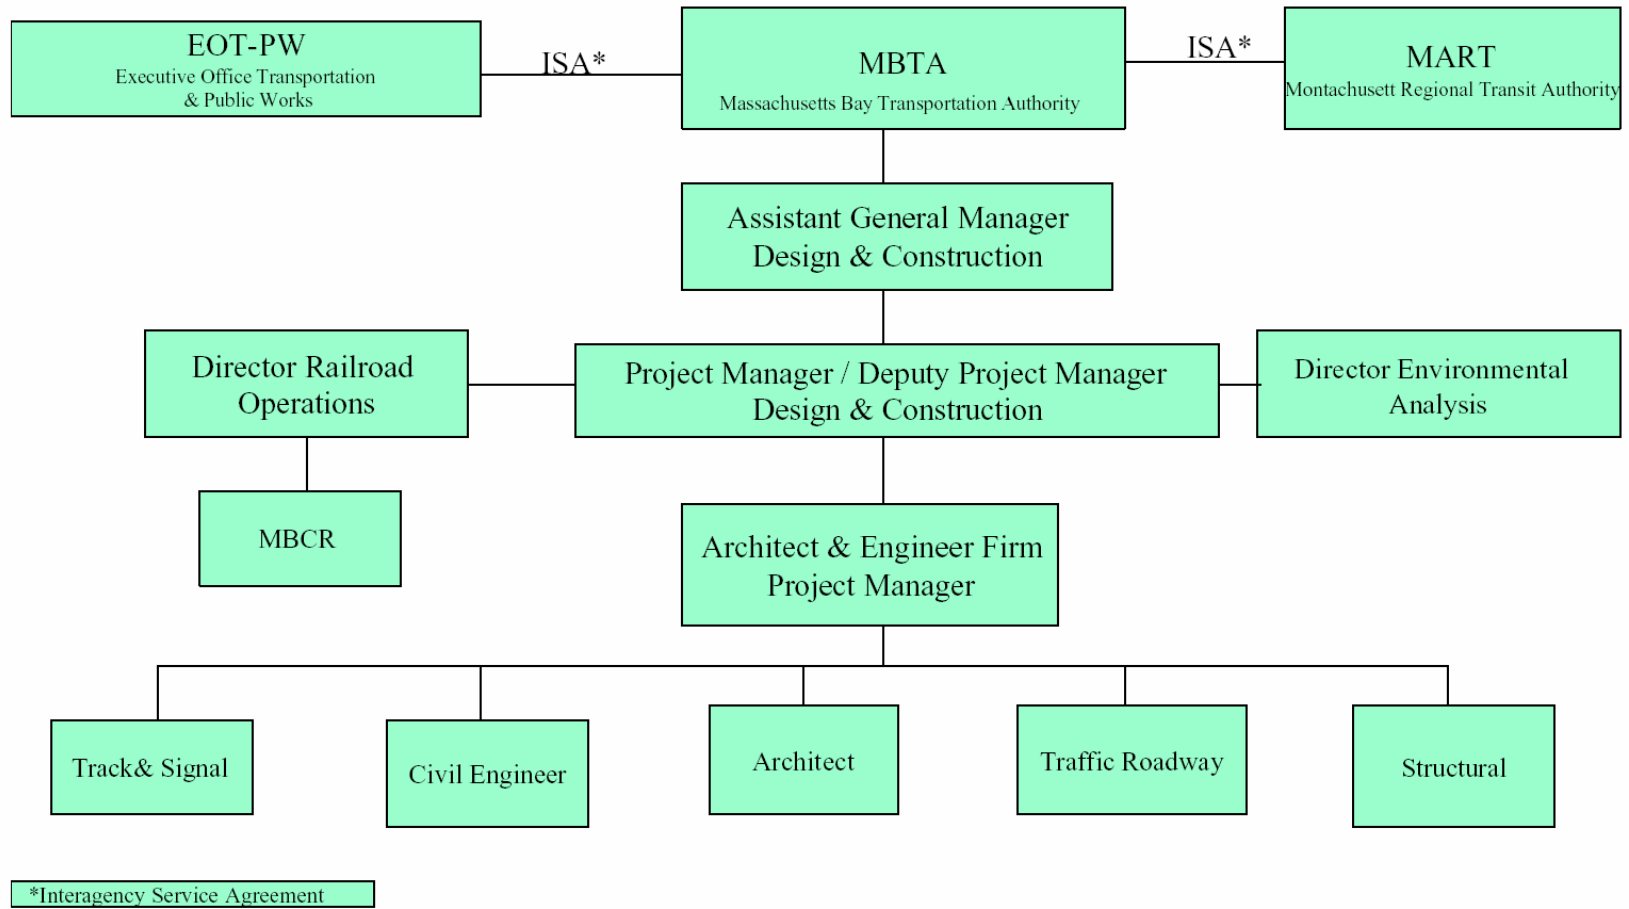 EOT-PW
Executive Office Transportation
& Public Works
ISA*
MBTA
Massachusetts Bay Transportation Authority
ISA*
MART
Montachusett Regional Transit Authority
Assistant General Manager
Design & Construction
Director Railroad
Operations
Project Manager / Deputy Project Manager
Design & Construction
Director Environmental
Analysis
MBCR
Architect & Engineer Firm
Project Manager
Track& Signal
Civil Engineer
Architect
Traffic Roadway
Structural
*Interagency Service Agreement